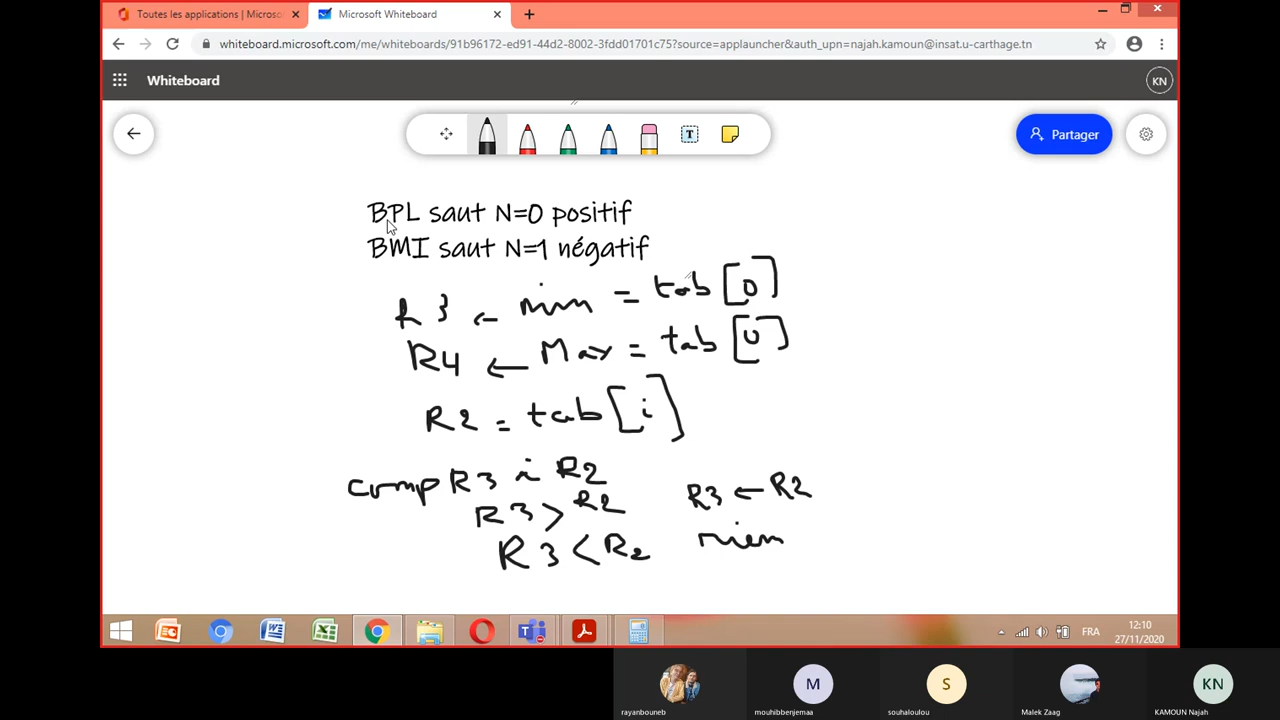 Toutes les applications | Microso
Microsoft Whiteboard
whiteboard.microsoft.com/me/whiteboards/91b96172-ed91-44d2-8002-3fdd01701c75?source=applauncher&auth_upn=najah.kamoun@insat.u-carthage.tn
Whiteboard
KN
T
Partager
BPL saut N=0 positif
BMI saut N=1 négatif
R3 ← min = tab[0]
R4 ← Max = tab[0]
R2 = tab[i]
comp R3 i R2
R3 > R2 R3 ← R2
R3 < R2 rien
FRA
12:10
27/11/2020
M
S
KN
rayanbouneb
mouhibbenjemaa
souhaloulou
Malek Zaag
KAMOUN Najah